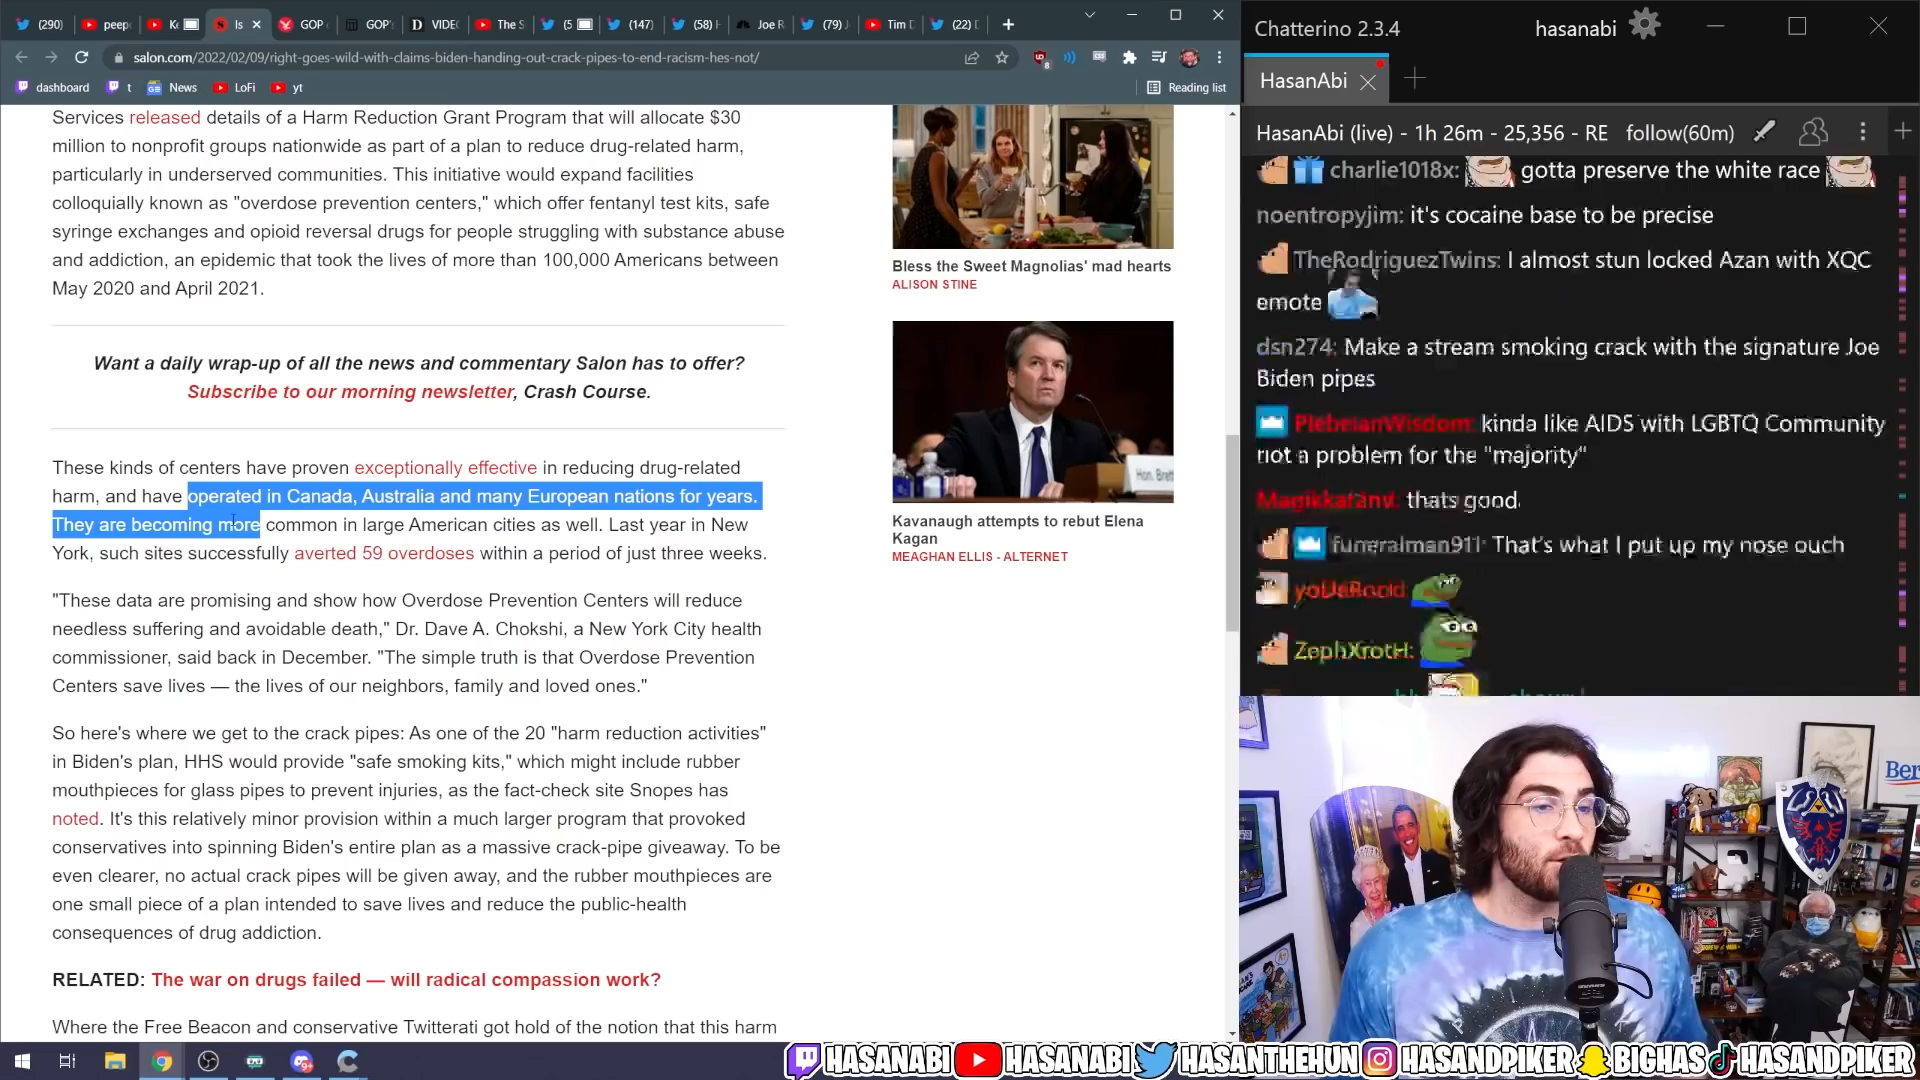 (290)
peep
Ke
Is
GOP
GOP'
VIDEO
The S
(5
(147)
(58) H
Joe R
(79) J
Tim D
(22) D
salon.com/2022/02/09/right-goes-wild-with-claims-biden-handing-out-crack-pipes-to-end-racism-hes-not/
dashboard
t
News
LoFi
yt
Reading list
Services released details of a Harm Reduction Grant Program that will allocate $30
million to nonprofit groups nationwide as part of a plan to reduce drug-related harm,
particularly in underserved communities. This initiative would expand facilities
colloquially known as "overdose prevention centers," which offer fentanyl test kits, safe
syringe exchanges and opioid reversal drugs for people struggling with substance abuse
and addiction, an epidemic that took the lives of more than 100,000 Americans between
May 2020 and April 2021.
Want a daily wrap-up of all the news and commentary Salon has to offer?
Subscribe to our morning newsletter, Crash Course.
These kinds of centers have proven exceptionally effective in reducing drug-related
harm, and have operated in Canada, Australia and many European nations for years.
They are becoming more common in large American cities as well. Last year in New
York, such sites successfully averted 59 overdoses within a period of just three weeks.
"These data are promising and show how Overdose Prevention Centers will reduce
needless suffering and avoidable death," Dr. Dave A. Chokshi, a New York City health
commissioner, said back in December. "The simple truth is that Overdose Prevention
Centers save lives — the lives of our neighbors, family and loved ones."
So here's where we get to the crack pipes: As one of the 20 "harm reduction activities"
in Biden's plan, HHS would provide "safe smoking kits," which might include rubber
mouthpieces for glass pipes to prevent injuries, as the fact-check site Snopes has
noted. It's this relatively minor provision within a much larger program that provoked
conservatives into spinning Biden's entire plan as a massive crack-pipe giveaway. To be
even clearer, no actual crack pipes will be given away, and the rubber mouthpieces are
one small piece of a plan intended to save lives and reduce the public-health
consequences of drug addiction.
RELATED: The war on drugs failed — will radical compassion work?
Where the Free Beacon and conservative Twitterati got hold of the notion that this harm
Bless the Sweet Magnolias' mad hearts
ALISON STINE
Hon. Brett
Kavanaugh attempts to rebut Elena
Kagan
MEAGHAN ELLIS - ALTERNET
Chatterino 2.3.4
hasanabi
HasanAbi
HasanAbi (live) - 1h 26m - 25,356 - RE
follow(60m)
charlie1018x: gotta preserve the white race
noentropyjim: it's cocaine base to be precise
TheRodriguezTwins: I almost stun locked Azan with XQC
emote
dsn274: Make a stream smoking crack with the signature Joe
Biden pipes
PlebeianWisdom: kinda like AIDS with LGBTQ Community
not a problem for the "majority"
Magikkarznvl: thats good
funeralman911: That's what I put up my nose ouch
yoUsRond:
ZephXrotH:
Ber
HASANABI
HASANABI
HASANTHEHUN
HASANDPIKER
BIGHAS
HASANDPIKER